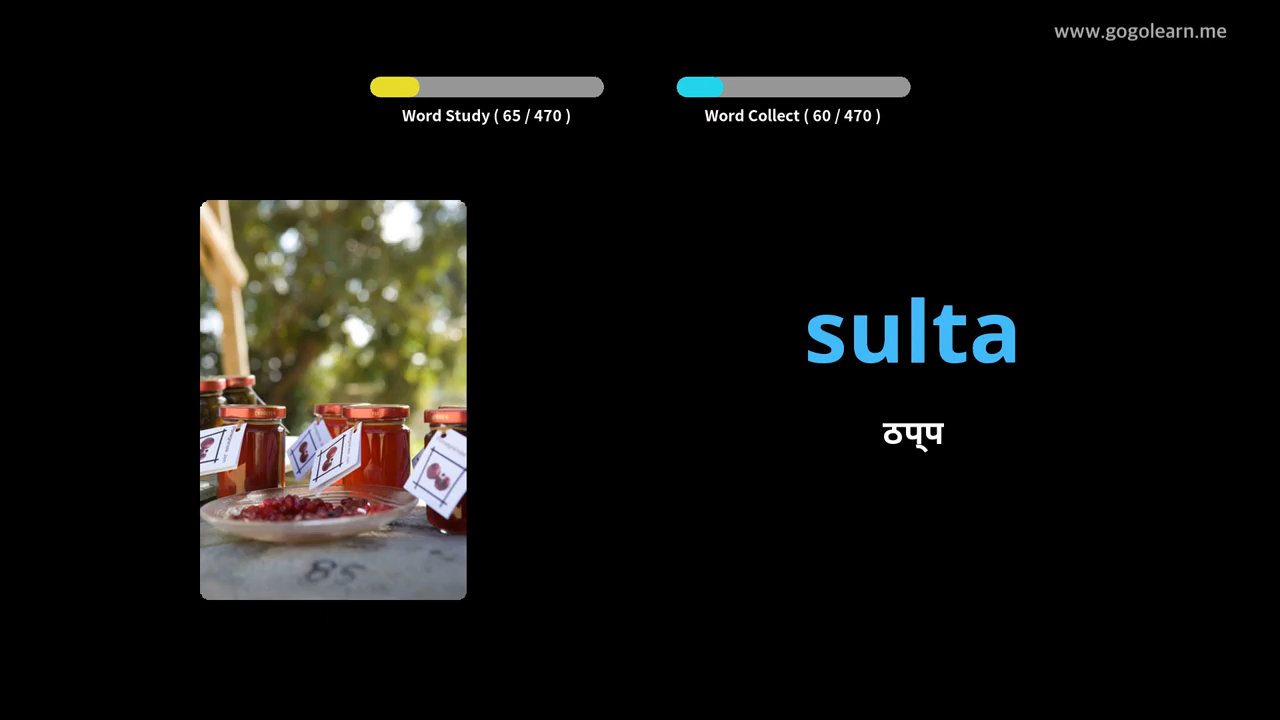 www.gogolearn.me
Word Study ( 65 / 470 )
Word Collect ( 60 / 470 )
sulta
ठप्प
85